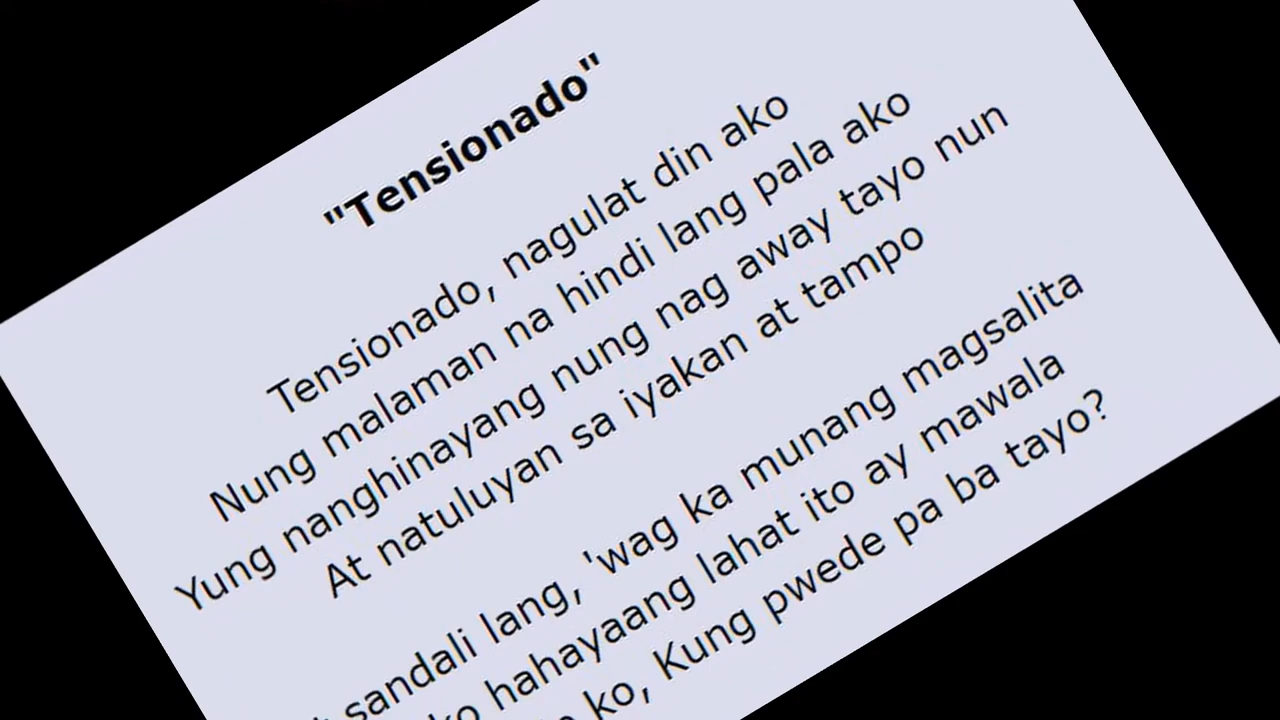 "Tensionado"
Tensionado, nagulat din ako
Nung malaman na hindi lang pala ako
Yung nanghinayang nung nag away tayo nun
At natuluyan sa iyakan at tampo
sandali lang, 'wag ka munang magsalita
hahayaang lahat ito ay mawala
ko, Kung pwede pa ba tayo?